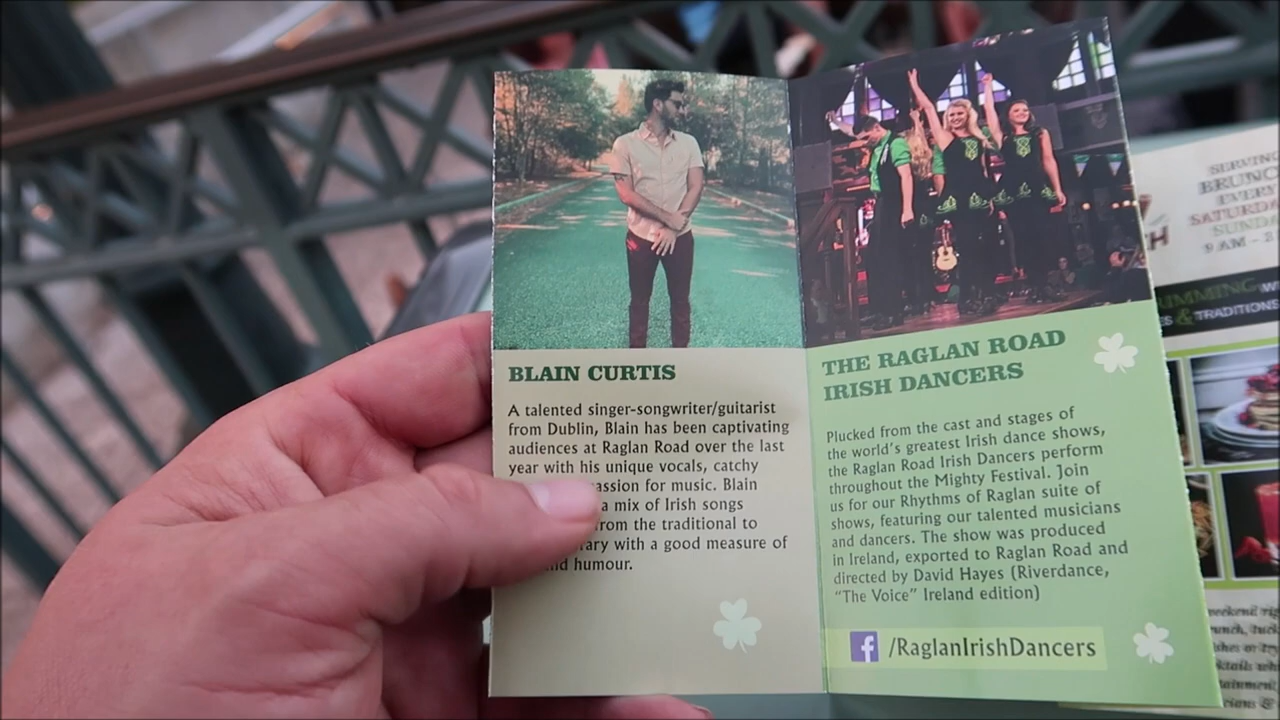 BLAIN CURTIS
A talented singer-songwriter/guitarist
from Dublin, Blain has been captivating
audiences at Raglan Road over the last
year with his unique vocals, catchy
for music. Blain
a mix of Irish songs
the traditional to
with a good measure of
humour.
THE RAGLAN ROAD
IRISH DANCERS
Plucked from the cast and stages of
the world's greatest Irish dance shows,
the Raglan Road Irish Dancers perform
throughout the Mighty Festival. Join
us for our Rhythms of Raglan suite of
shows, featuring our talented musicians
and dancers. The show was produced
in Ireland, exported to Raglan Road and
directed by David Hayes (Riverdance,
"The Voice" Ireland edition)
f /RaglanIrishDancers
SERVING
BRUNCH
EVERY
9 AM -
&